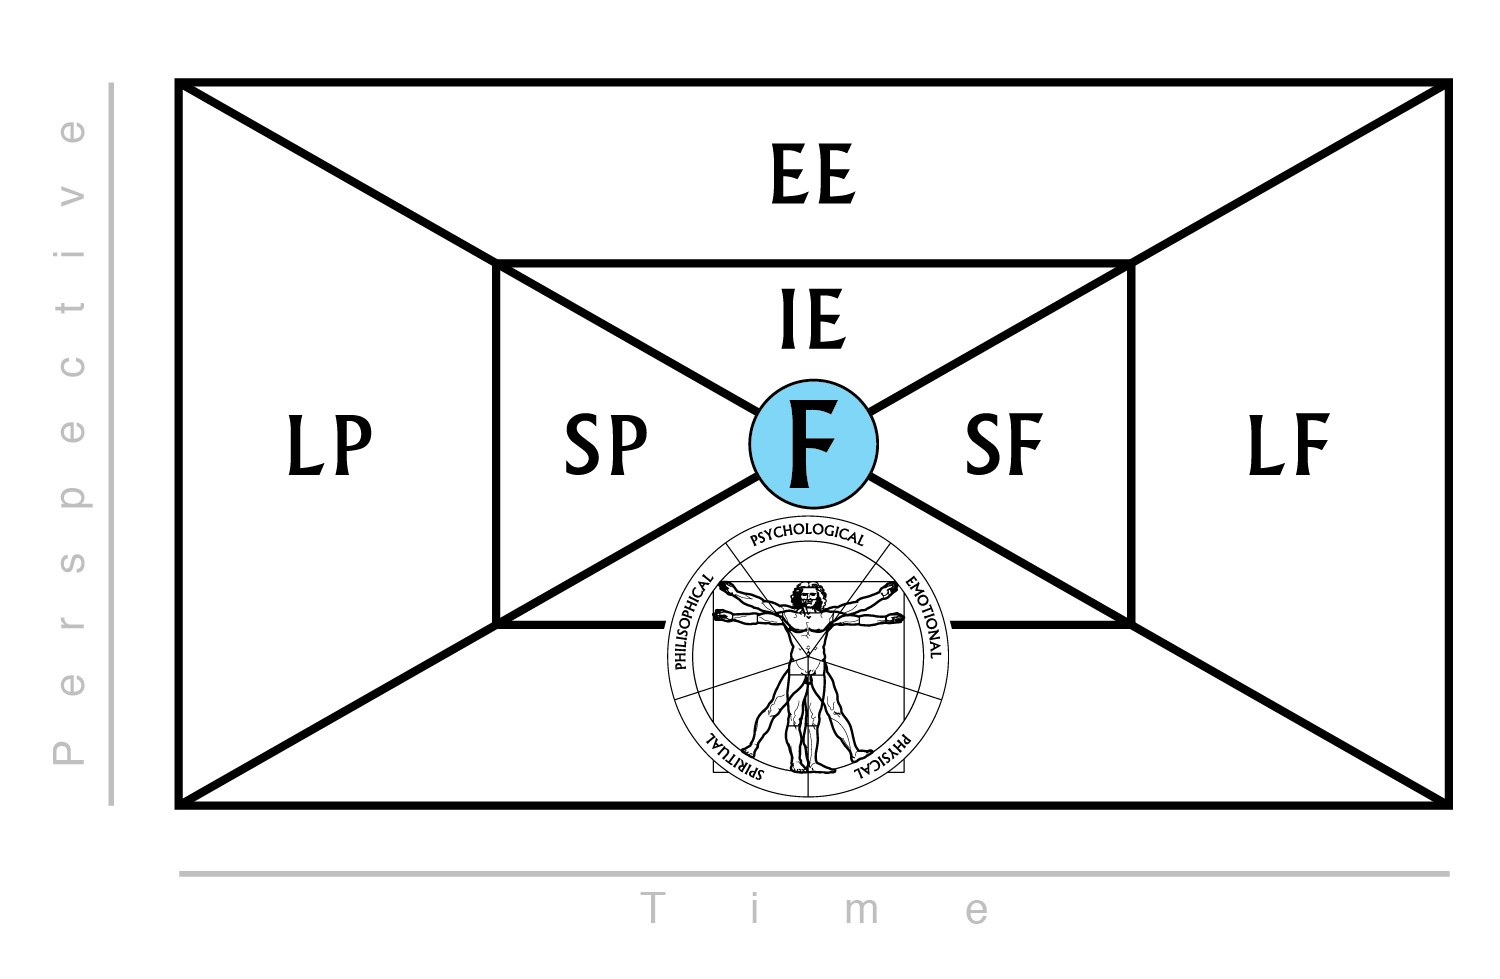 Perspective
EE
IE
LP
SP
F
SF
LF
PSYCHOLOGICAL
PHILISOPHICAL
EMOTIONAL
SPIRITUAL
PHYSICAL
Time